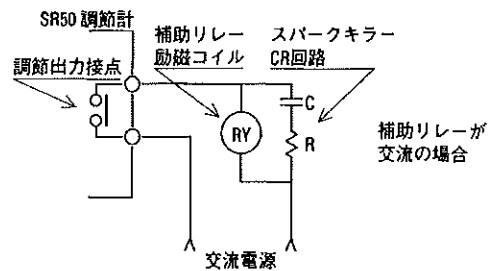 SR50 調節計
調節出力接点
補助リレー
励磁コイル
スパークキラー
CR回路
C
RY
R
補助リレーが
交流の場合
交流電源